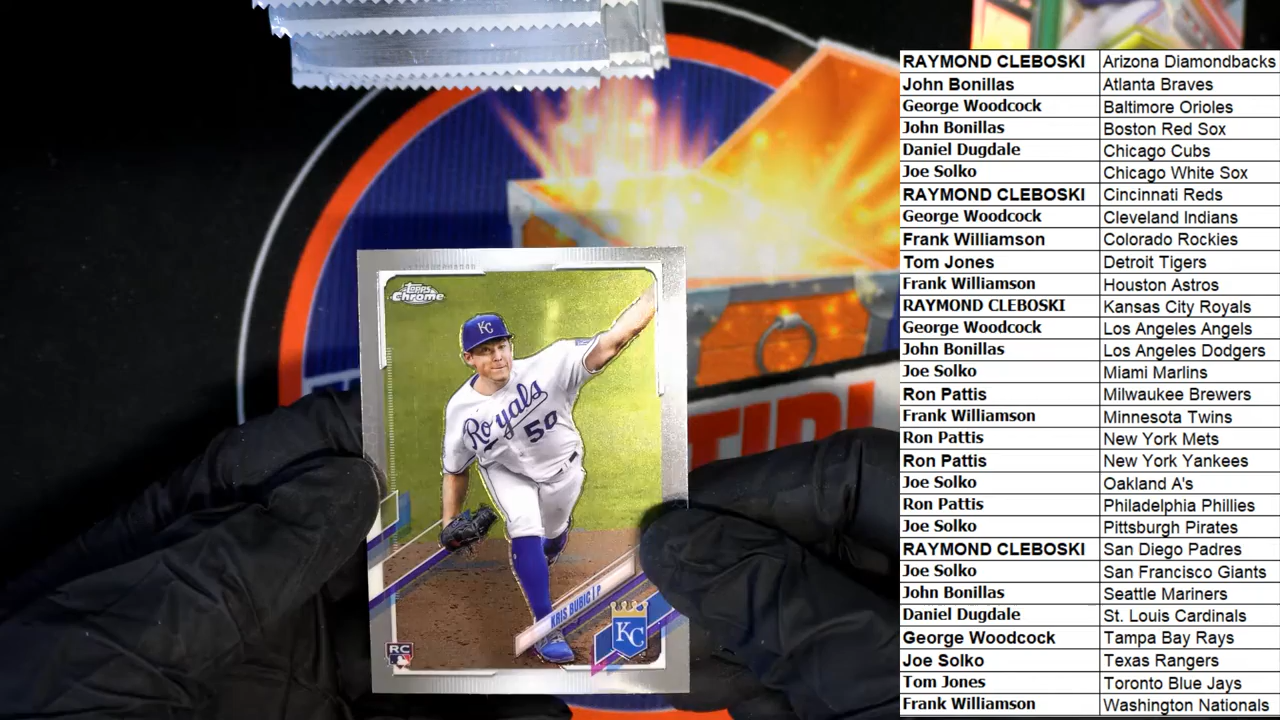 RAYMOND CLEBOSKI Arizona Diamondbacks
John Bonillas Atlanta Braves
George Woodcock Baltimore Orioles
John Bonillas Boston Red Sox
Daniel Dugdale Chicago Cubs
Joe Solko Chicago White Sox
RAYMOND CLEBOSKI Cincinnati Reds
George Woodcock Cleveland Indians
Frank Williamson Colorado Rockies
Tom Jones Detroit Tigers
Frank Williamson Houston Astros
RAYMOND CLEBOSKI Kansas City Royals
George Woodcock Los Angeles Angels
John Bonillas Los Angeles Dodgers
Joe Solko Miami Marlins
Ron Pattis Milwaukee Brewers
Frank Williamson Minnesota Twins
Ron Pattis New York Mets
Ron Pattis New York Yankees
Joe Solko Oakland A's
Ron Pattis Philadelphia Phillies
Joe Solko Pittsburgh Pirates
RAYMOND CLEBOSKI San Diego Padres
Joe Solko San Francisco Giants
John Bonillas Seattle Mariners
Daniel Dugdale St. Louis Cardinals
George Woodcock Tampa Bay Rays
Joe Solko Texas Rangers
Tom Jones Toronto Blue Jays
Frank Williamson Washington Nationals
Topps
Chrome
KC
Royals
50
KRIS BUBIC | P
KC
RC